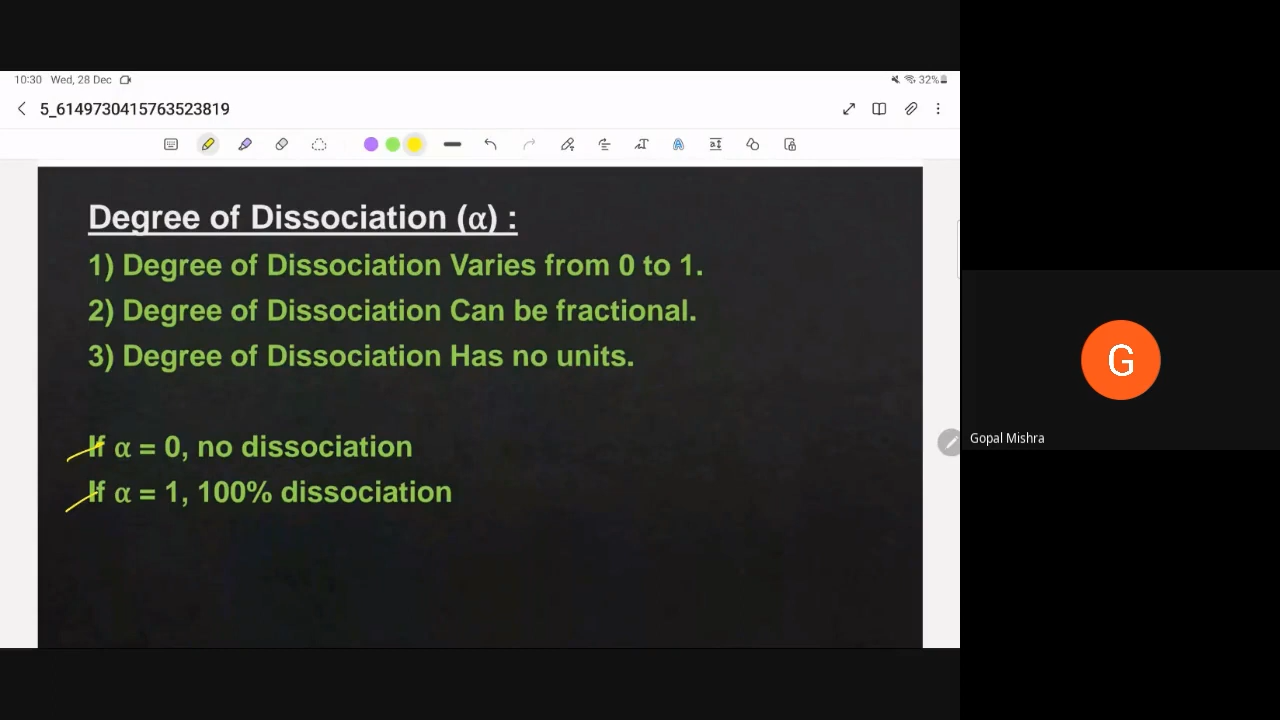 10:30 Wed, 28 Dec 32%
5_6149730415763523819
Degree of Dissociation (α) :
1) Degree of Dissociation Varies from 0 to 1.
2) Degree of Dissociation Can be fractional.
3) Degree of Dissociation Has no units.
If α = 0, no dissociation
If α = 1, 100% dissociation
G
Gopal Mishra